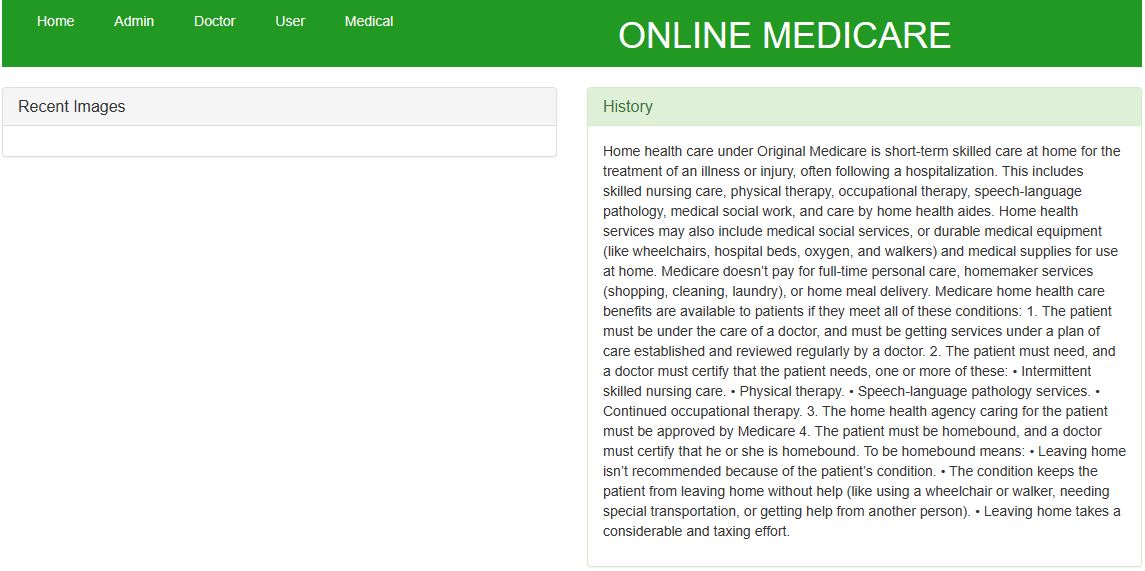 Home Admin Doctor User Medical
ONLINE MEDICARE
Recent Images
History
Home health care under Original Medicare is short-term skilled care at home for the
treatment of an illness or injury, often following a hospitalization. This includes
skilled nursing care, physical therapy, occupational therapy, speech-language
pathology, medical social work, and care by home health aides. Home health
services may also include medical social services, or durable medical equipment
(like wheelchairs, hospital beds, oxygen, and walkers) and medical supplies for use
at home. Medicare doesn’t pay for full-time personal care, homemaker services
(shopping, cleaning, laundry), or home meal delivery. Medicare home health care
benefits are available to patients if they meet all of these conditions: 1. The patient
must be under the care of a doctor, and must be getting services under a plan of
care established and reviewed regularly by a doctor. 2. The patient must need, and
a doctor must certify that the patient needs, one or more of these: • Intermittent
skilled nursing care. • Physical therapy. • Speech-language pathology services. •
Continued occupational therapy. 3. The home health agency caring for the patient
must be approved by Medicare 4. The patient must be homebound, and a doctor
must certify that he or she is homebound. To be homebound means: • Leaving home
isn’t recommended because of the patient’s condition. • The condition keeps the
patient from leaving home without help (like using a wheelchair or walker, needing
special transportation, or getting help from another person). • Leaving home takes a
considerable and taxing effort.